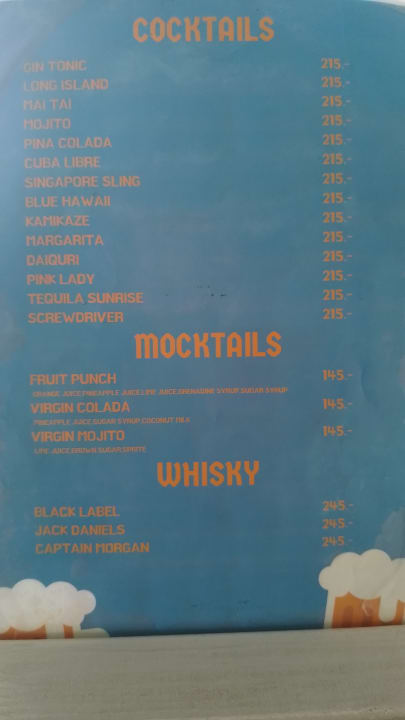 COCKTAILS
GIN TONIC 215.-
LONG ISLAND 215.-
MAI TAI 215.-
MOJITO 215.-
PINA COLADA 215.-
CUBA LIBRE 215.-
SINGAPORE SLING 215.-
BLUE HAWAII 215.-
KAMIKAZE 215.-
MARGARITA 215.-
DAIQURI 215.-
PINK LADY 215.-
TEQUILA SUNRISE 215.-
SCREWDRIVER 215.-
MOCKTAILS
FRUIT PUNCH 145.-
ORANGE JUICE,PINEAPPLE JUICE,LIME JUICE,GRENADINE SYRUP,SUGAR SYRUP
VIRGIN COLADA 145.-
PINEAPPLE JUICE,SUGAR SYRUP,COCONUT MILK
VIRGIN MOJITO 145.-
LIME JUICE,BROWN SUGAR,SPRITE
WHISKY
BLACK LABEL 245.-
JACK DANIELS 245.-
CAPTAIN MORGAN 245.-